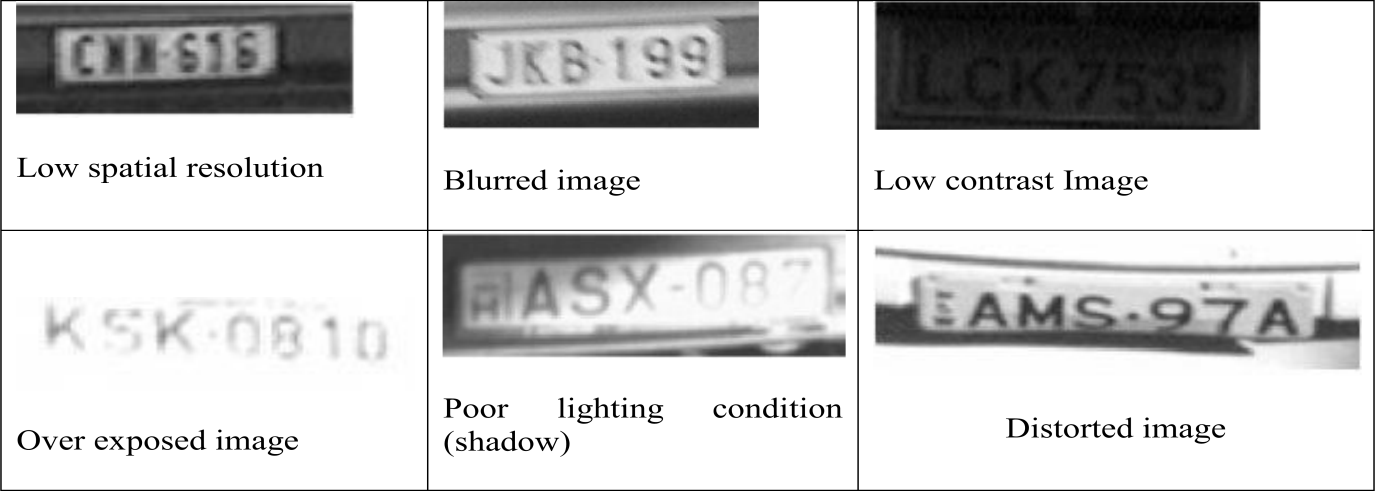 Low spatial resolution
JKB·199
Blurred image
LCK·7535
Low contrast Image
KSK·0810
Over exposed image
ASX-087
Poor lighting condition
(shadow)
AMS·97A
Distorted image